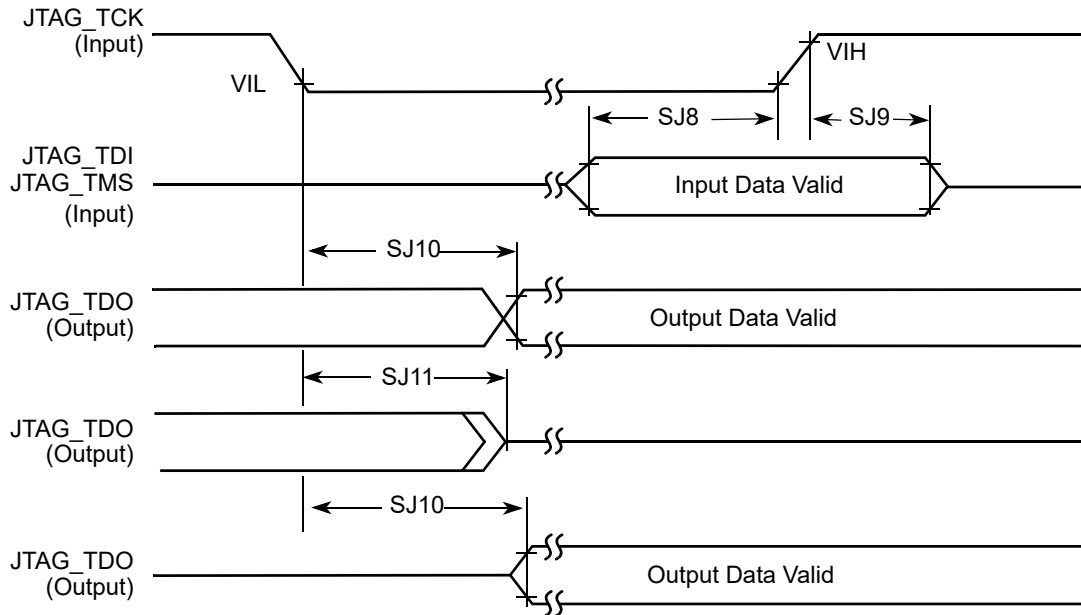 JTAG_TCK
(Input)
VIH
VIL
SJ8
SJ9
JTAG_TDI
JTAG_TMS
(Input)
Input Data Valid
SJ10
JTAG_TDO
(Output)
Output Data Valid
SJ11
JTAG_TDO
(Output)
SJ10
JTAG_TDO
(Output)
Output Data Valid